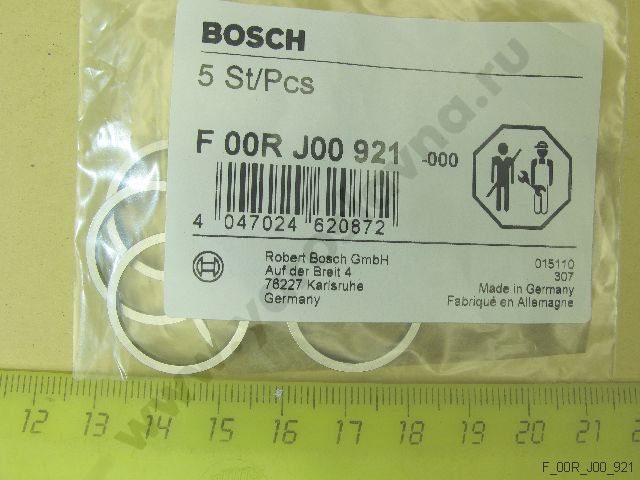 BOSCH
5 St/Pcs
F 00R J00 921 -000
4 047024 620872
Robert Bosch GmbH
Auf der Breit 4
76227 Karlsruhe
Germany
015110
307
Made in Germany
Fabriqué en Allemagne
12 13 14 15 16 17 18 19 20 21
F_00R_J00_921